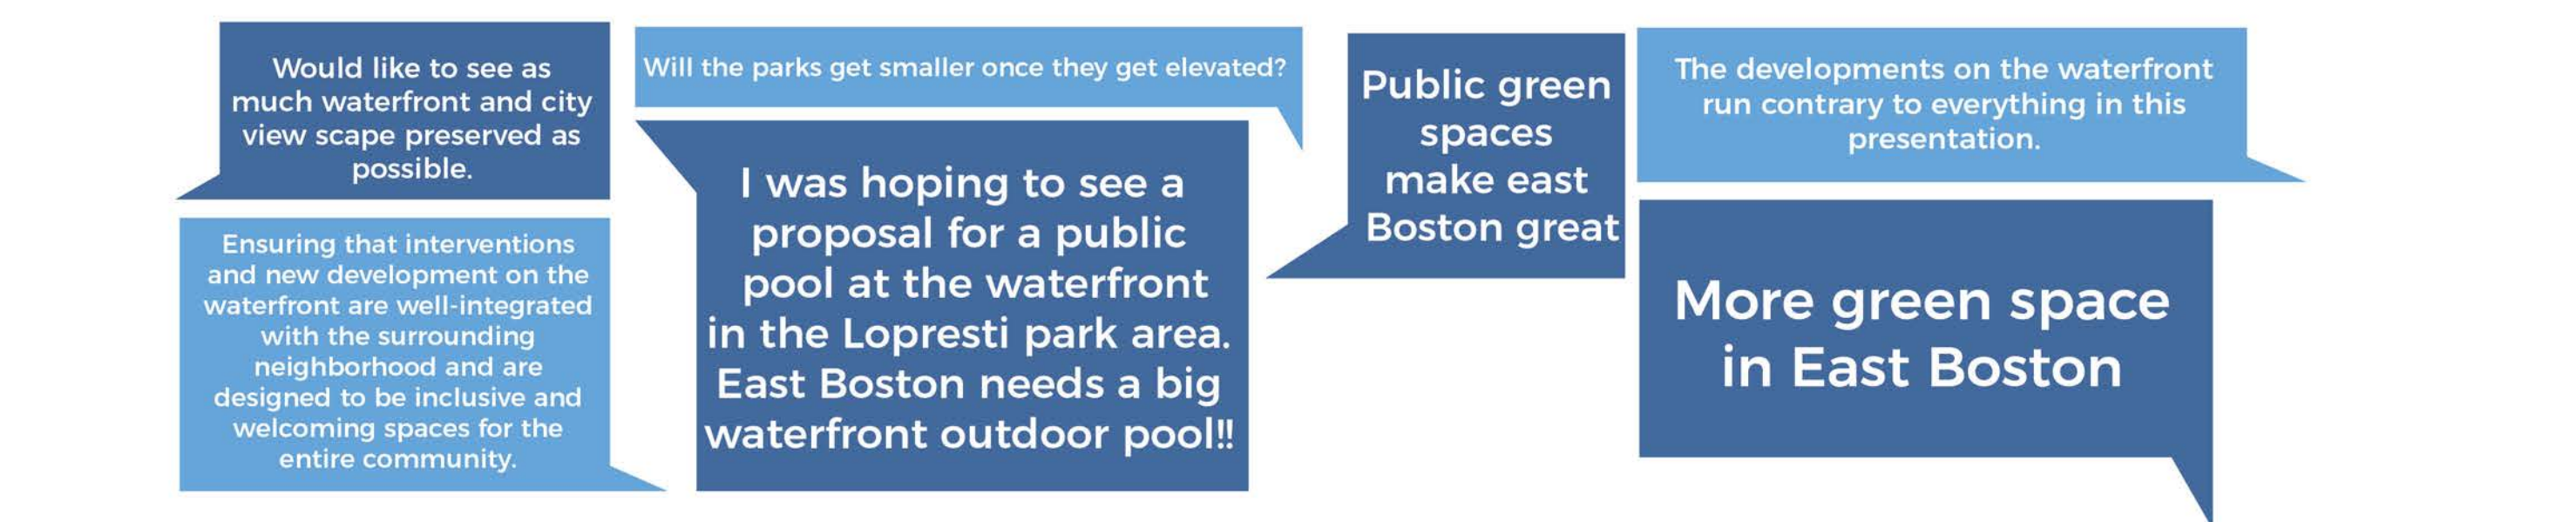 Would like to see as
much waterfront and city
view scape preserved as
possible.
Ensuring that interventions
and new development on the
waterfront are well-integrated
with the surrounding
neighborhood and are
designed to be inclusive and
welcoming spaces for the
entire community.
Will the parks get smaller once they get elevated?
I was hoping to see a
proposal for a public
pool at the waterfront
in the Lopresti park area.
East Boston needs a big
waterfront outdoor pool!!
Public green
spaces
make east
Boston great
The developments on the waterfront
run contrary to everything in this
presentation.
More green space
in East Boston